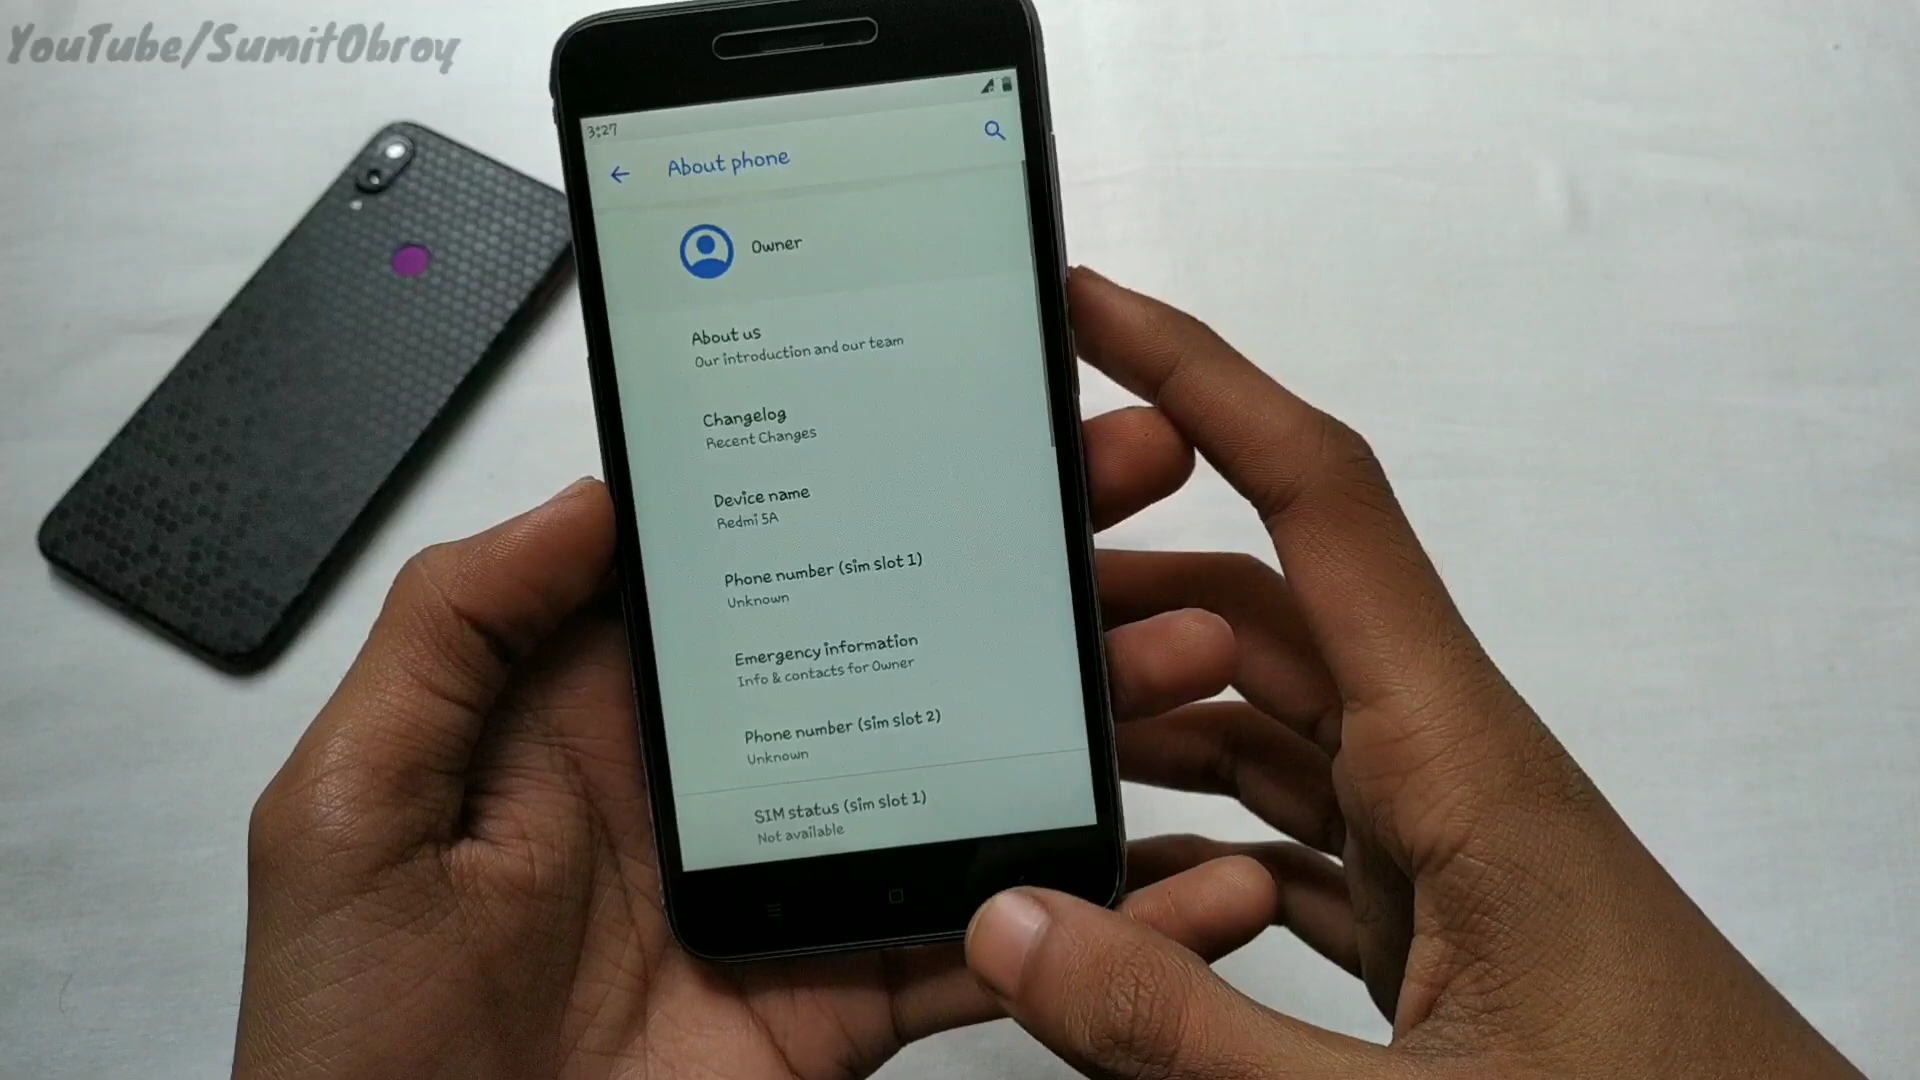 YouTube/SumitObroy
3:27
About phone
Owner
About us
Our introduction and our team
Changelog
Recent Changes
Device name
Redmi 5A
Phone number (sim slot 1)
Unknown
Emergency information
Info & contacts for Owner
Phone number (sim slot 2)
Unknown
SIM status (sim slot 1)
Not available